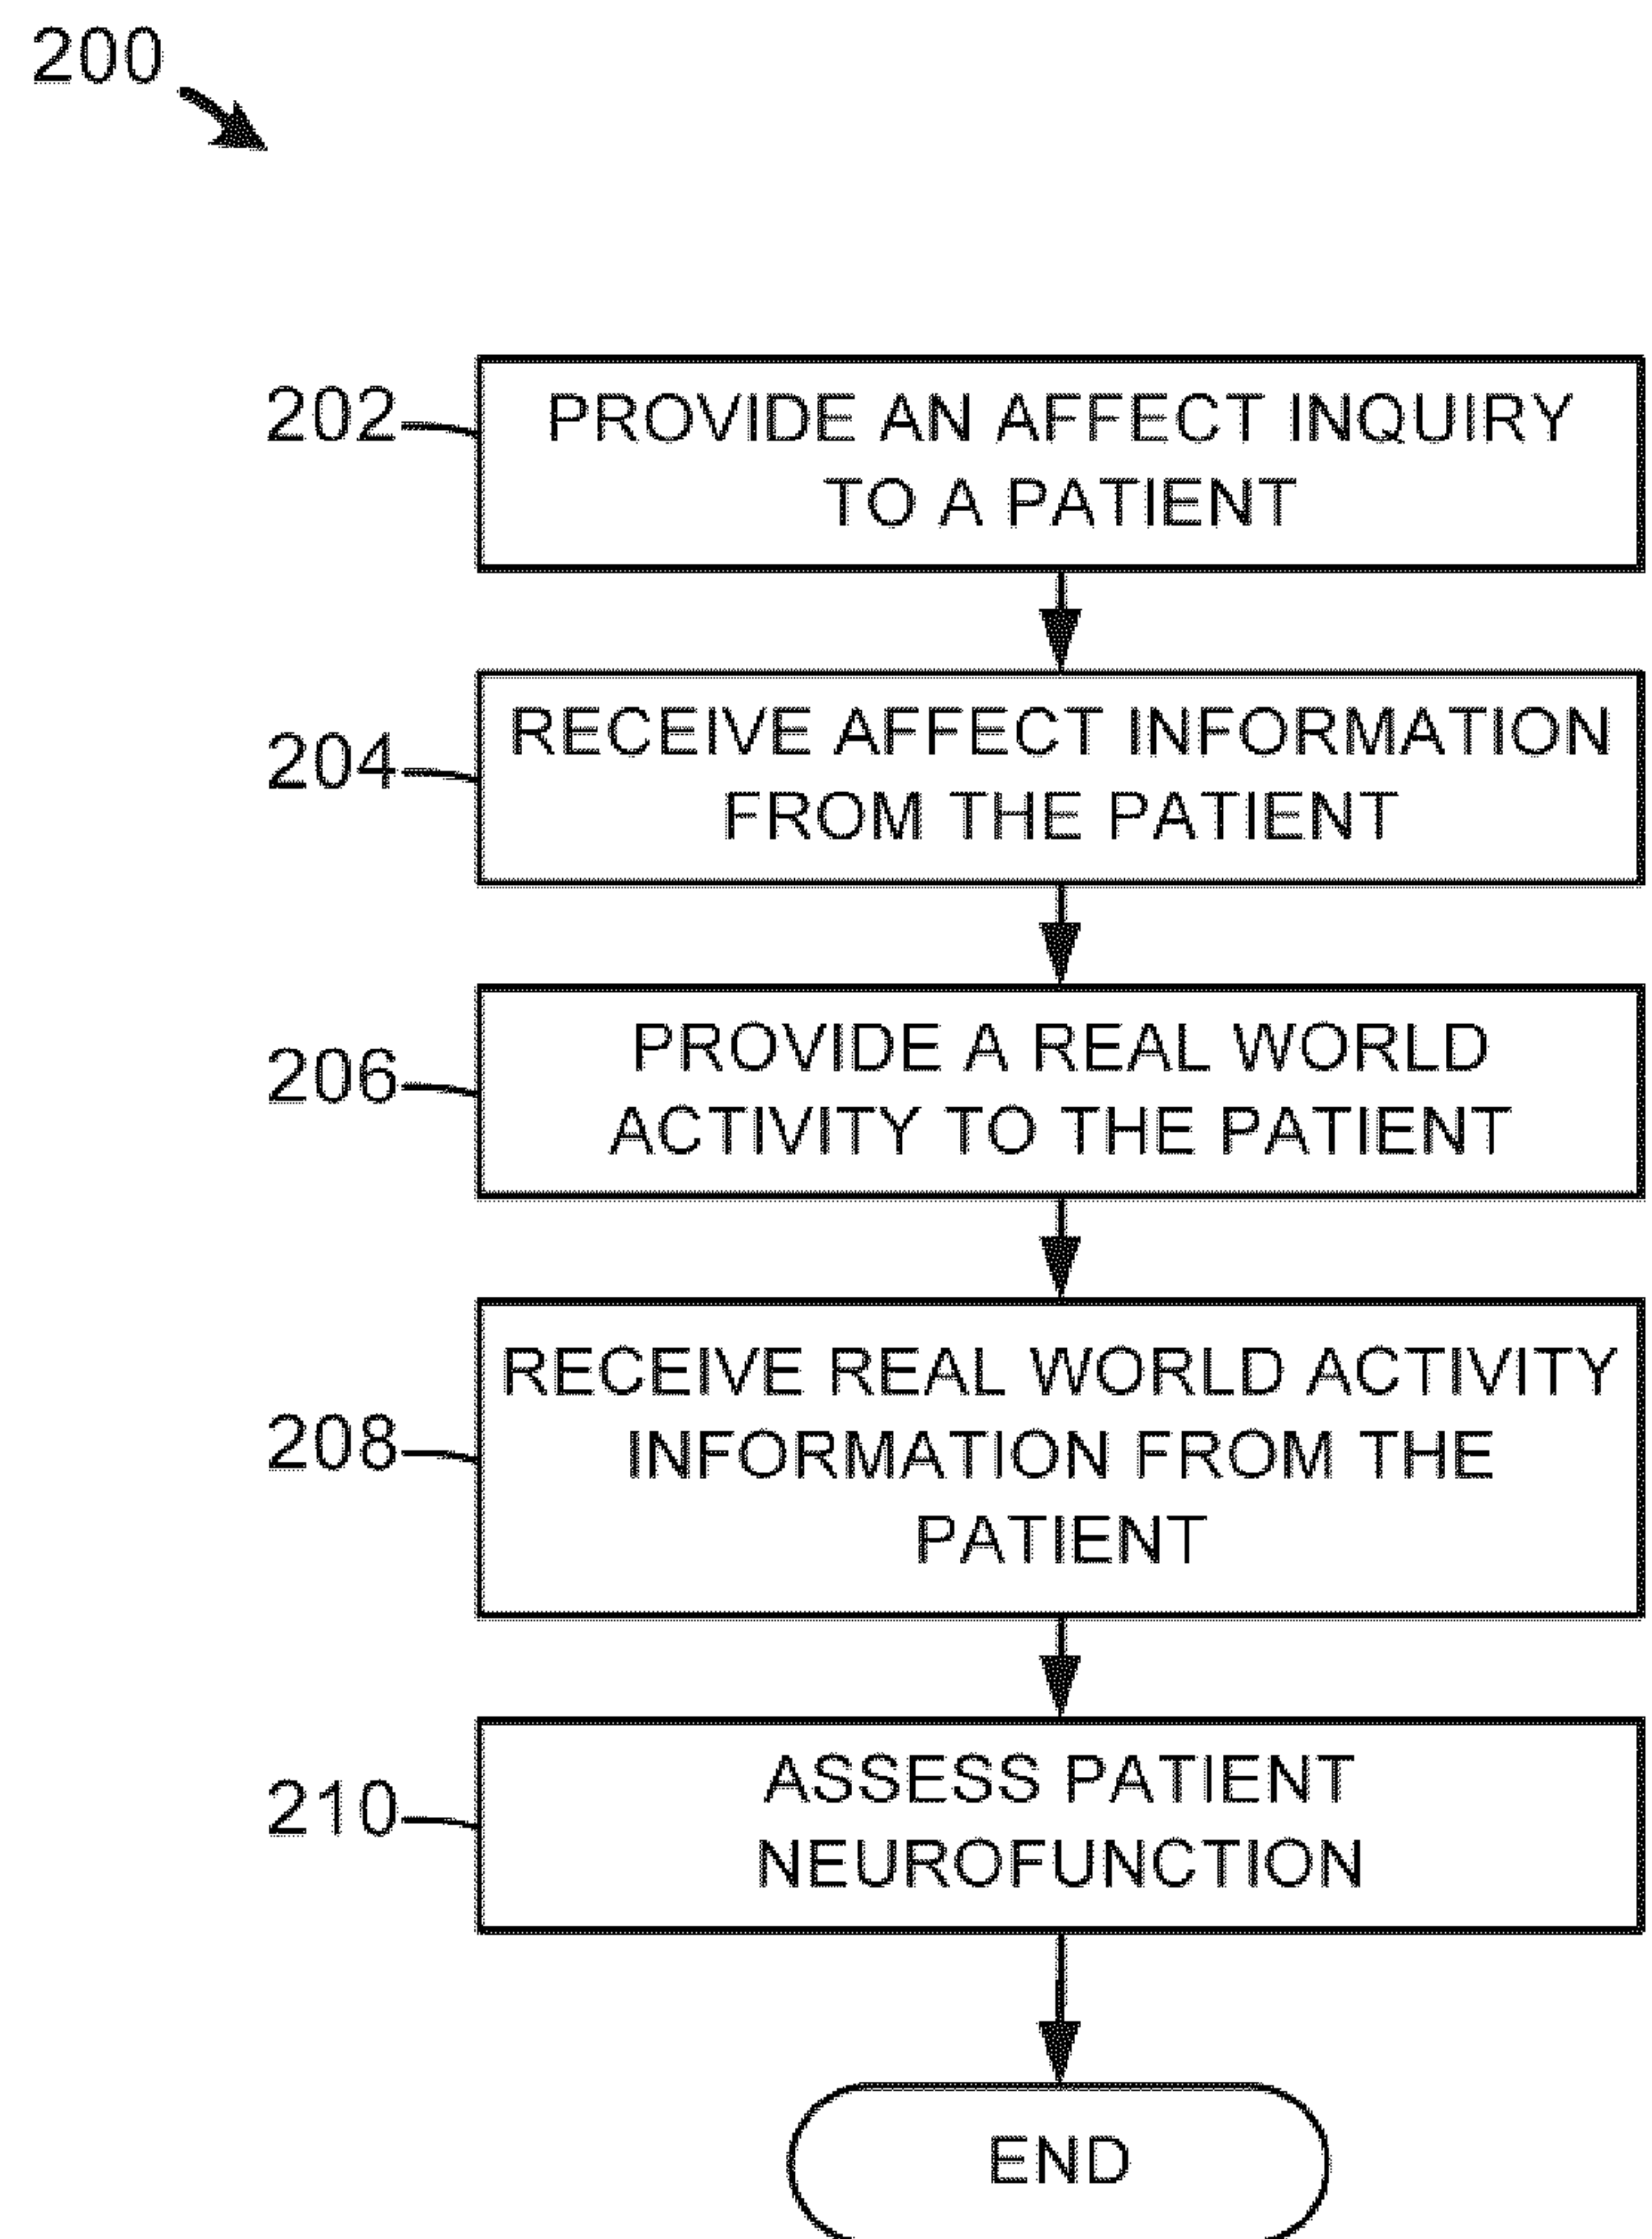 200
202
PROVIDE AN AFFECT INQUIRY
TO A PATIENT
204
RECEIVE AFFECT INFORMATION
FROM THE PATIENT
206
PROVIDE A REAL WORLD
ACTIVITY TO THE PATIENT
208
RECEIVE REAL WORLD ACTIVITY
INFORMATION FROM THE
PATIENT
210
ASSESS PATIENT
NEUROFUNCTION
END